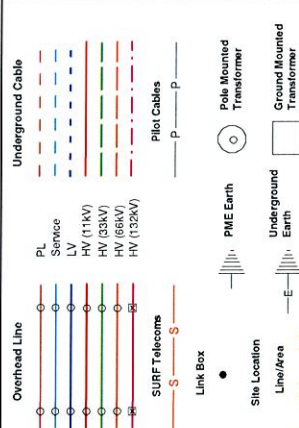 Overhead Line
Underground Cable
PL
Service
LV
HV (11kV)
HV (33kV)
HV (66kV)
HV (132kV)
SURF Telecoms
S
S
Pilot Cables
P
P
Link Box
PME Earth
Pole Mounted
Transformer
Site Location
Line/Area
E
Underground
Earth
Ground Mounted
Transformer